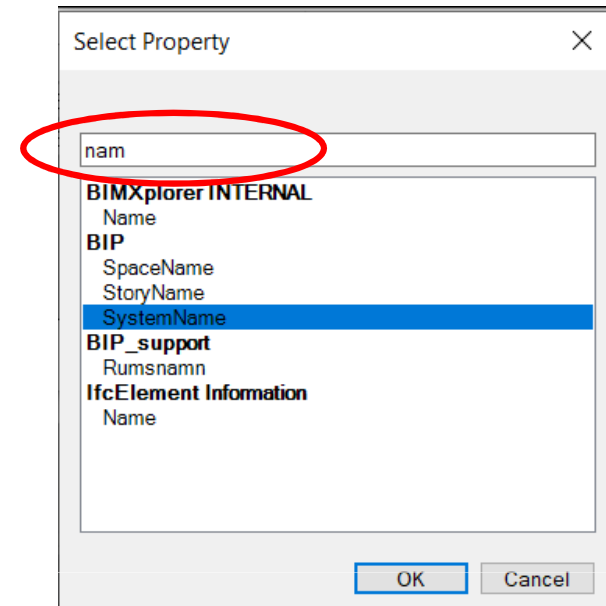 Select Property
nam
BIMXplorer INTERNAL
Name
BIP
SpaceName
StoryName
SystemName
BIP_support
Rumsnamn
IfcElement Information
Name
OK Cancel